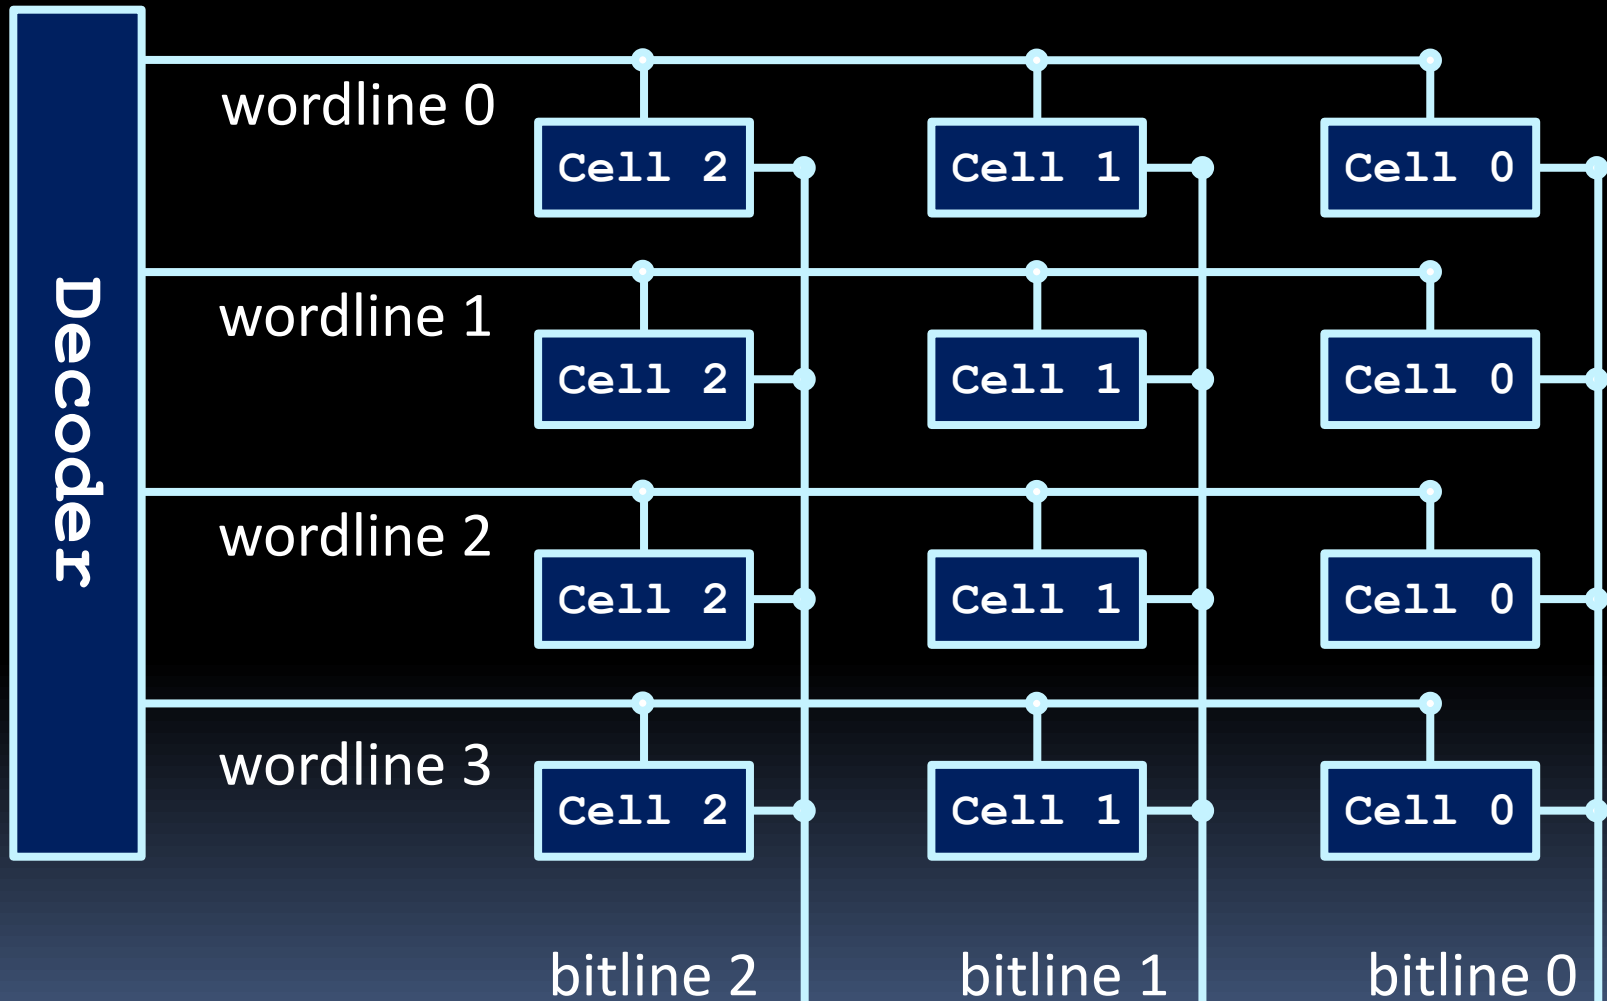 Decoder
wordline 0
Cell 2
Cell 1
Cell 0
wordline 1
Cell 2
Cell 1
Cell 0
wordline 2
Cell 2
Cell 1
Cell 0
wordline 3
Cell 2
Cell 1
Cell 0
bitline 2
bitline 1
bitline 0